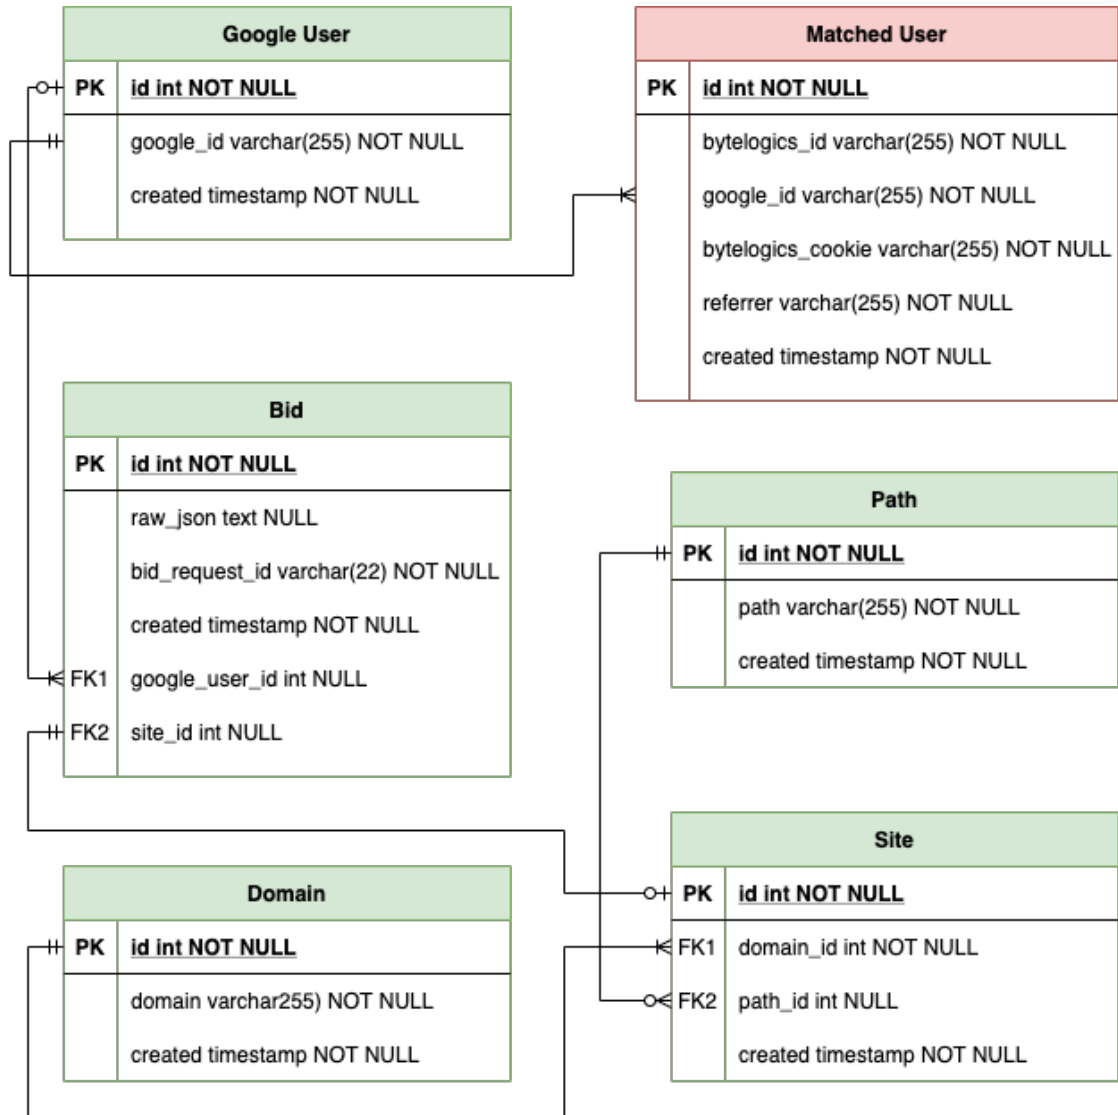 Google User
PK id int NOT NULL
google_id varchar(255) NOT NULL
created timestamp NOT NULL
Matched User
PK id int NOT NULL
bytelogics_id varchar(255) NOT NULL
google_id varchar(255) NOT NULL
bytelogics_cookie varchar(255) NOT NULL
referrer varchar(255) NOT NULL
created timestamp NOT NULL
Bid
PK id int NOT NULL
raw_json text NULL
bid_request_id varchar(22) NOT NULL
created timestamp NOT NULL
FK1 google_user_id int NULL
FK2 site_id int NULL
Path
PK id int NOT NULL
path varchar(255) NOT NULL
created timestamp NOT NULL
Domain
PK id int NOT NULL
domain varchar255) NOT NULL
created timestamp NOT NULL
Site
PK id int NOT NULL
FK1 domain_id int NOT NULL
FK2 path_id int NULL
created timestamp NOT NULL